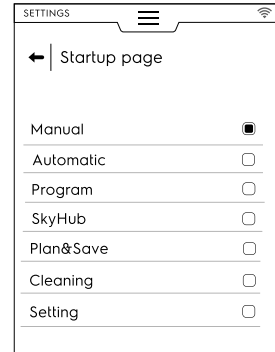 SETTINGS
Startup page
Manual
Automatic
Program
SkyHub
Plan&Save
Cleaning
Setting